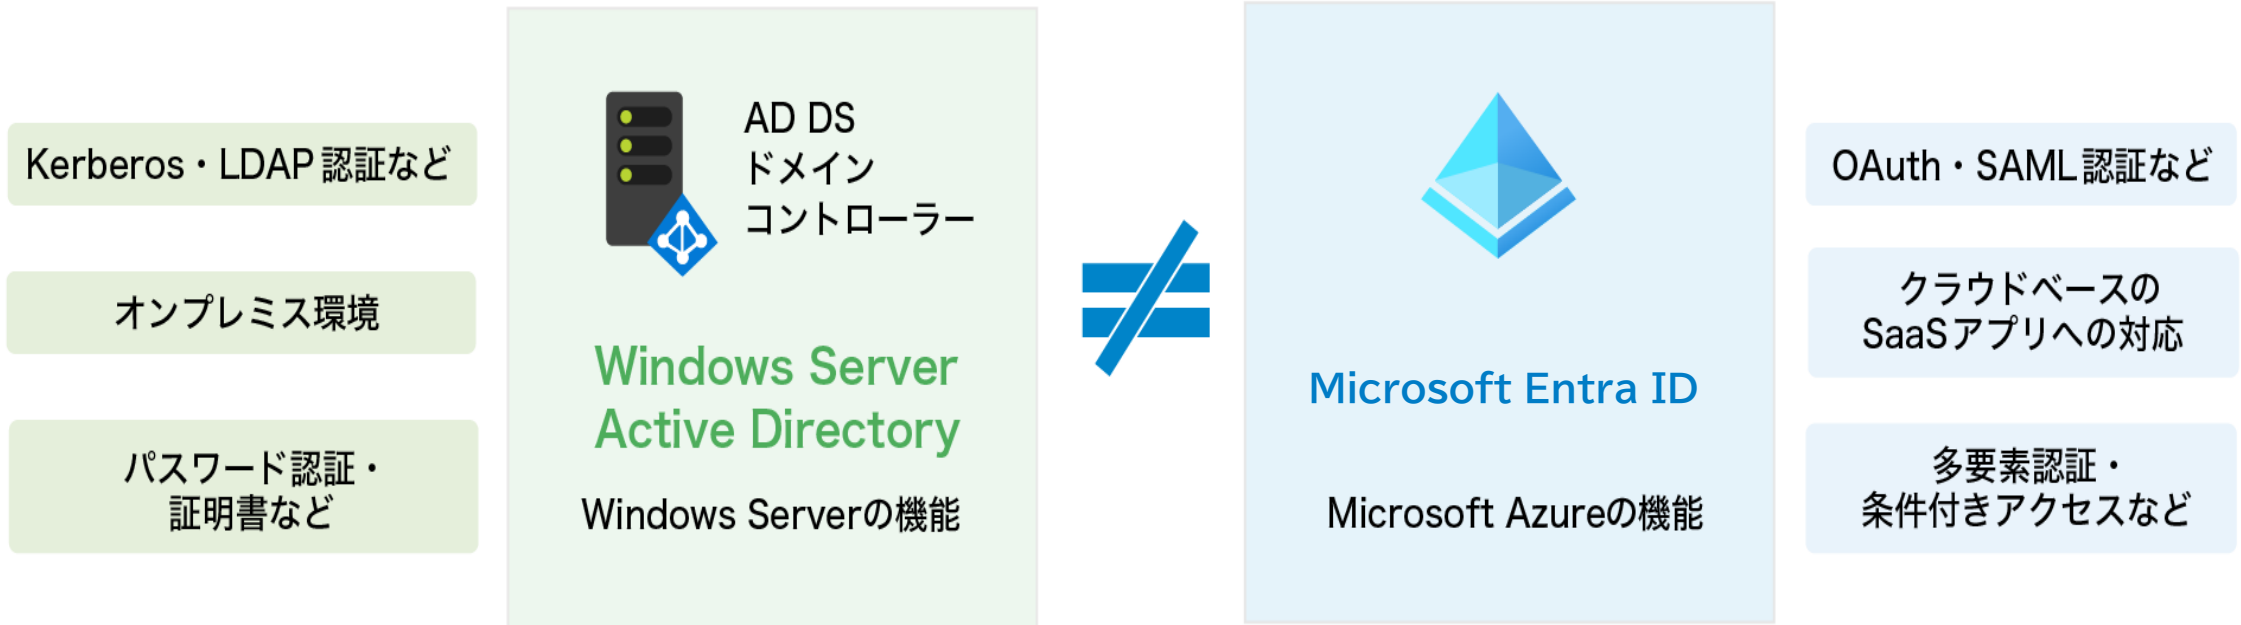 Kerberos・LDAP 認証など
オンプレミス環境
パスワード認証・
証明書など
AD DS
ドメイン
コントローラー
Windows Server
Active Directory
Windows Serverの機能
≠
Microsoft Entra ID
Microsoft Azureの機能
OAuth・SAML認証など
クラウドベースの
SaaSアプリへの対応
多要素認証・
条件付きアクセスなど